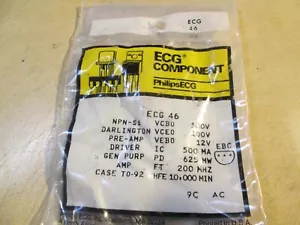 ECG
46
ECG®
COMPONENT
PhilipsECG
ECG 46
NPN-Si VCBO 100V
DARLINGTON VCEO 100V
PRE-AMP VEBO 12V
DRIVER IC 500 MA EBC
GEN PURP PD 625 MW
AMP FT 200 MHZ
CASE TO-92 HFE 10,000 MIN
9C AC
Printed in U.S.A.